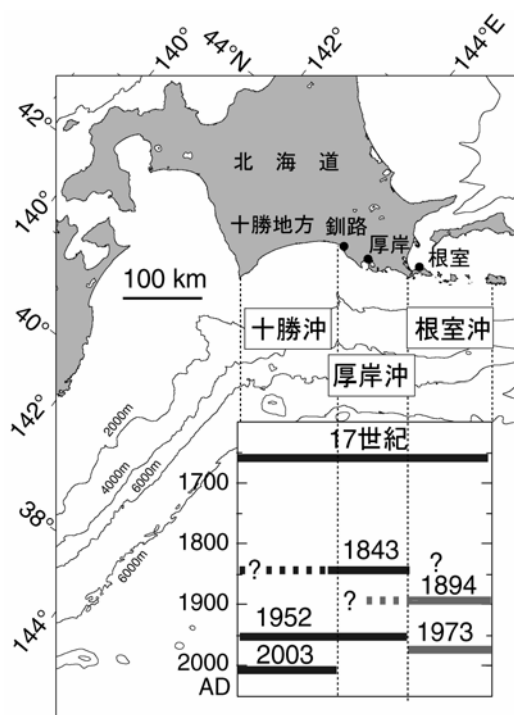 140°
44°N
142°
144°E
42°
140°
40°
142°
38°
144°
北 海 道
十勝地方
釧路
厚岸
根室
100 km
十勝沖
根室沖
厚岸沖
2000m
4000m
6000m
6000m
17世紀
1700
1800
1843
?
?
1894
?
1900
1952
1973
2003
2000
AD